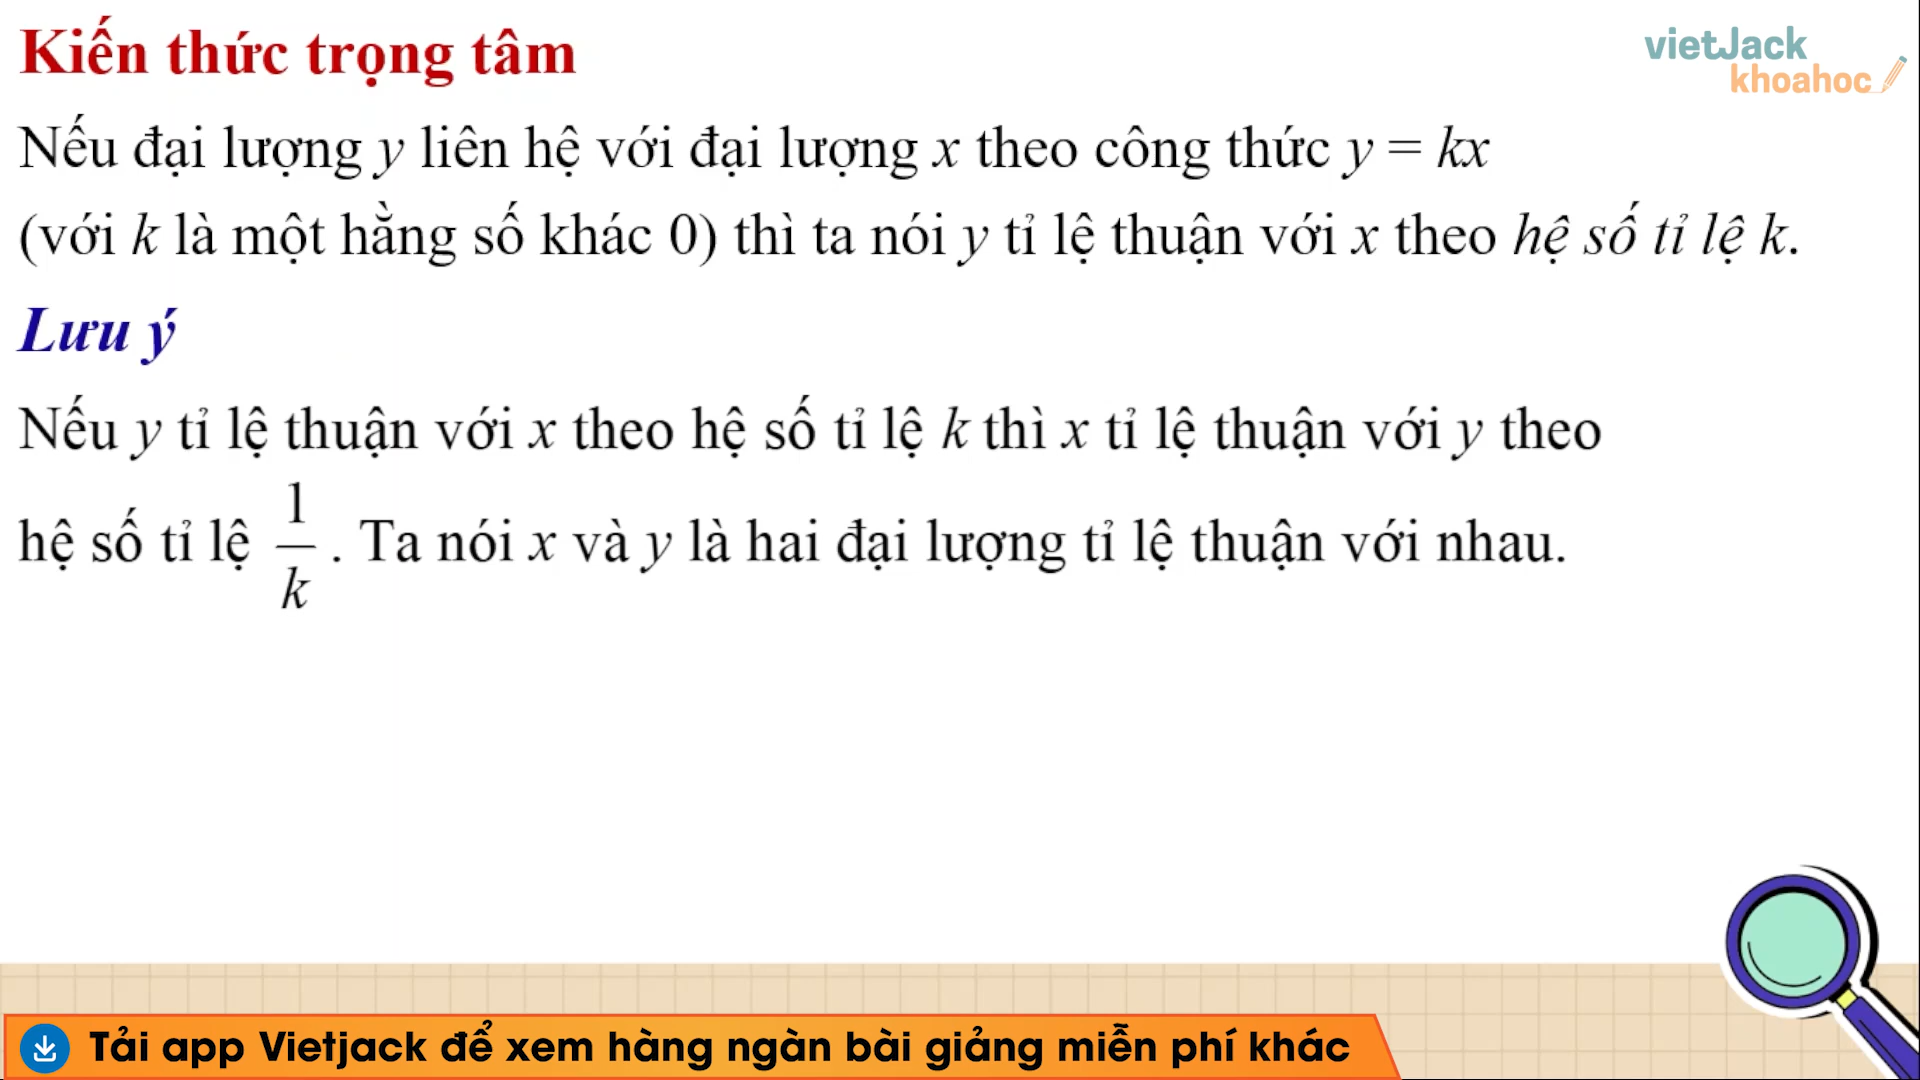 Kiến thức trọng tâm
vietJack
khoahoc
Nếu đại lượng y liên hệ với đại lượng x theo công thức y = kx
(với k là một hằng số khác 0) thì ta nói y tỉ lệ thuận với x theo hệ số tỉ lệ k.
Lưu ý
Nếu y tỉ lệ thuận với x theo hệ số tỉ lệ k thì x tỉ lệ thuận với y theo
hệ số tỉ lệ 1/k . Ta nói x và y là hai đại lượng tỉ lệ thuận với nhau.
Tải app Vietjack để xem hàng ngàn bài giảng miễn phí khác